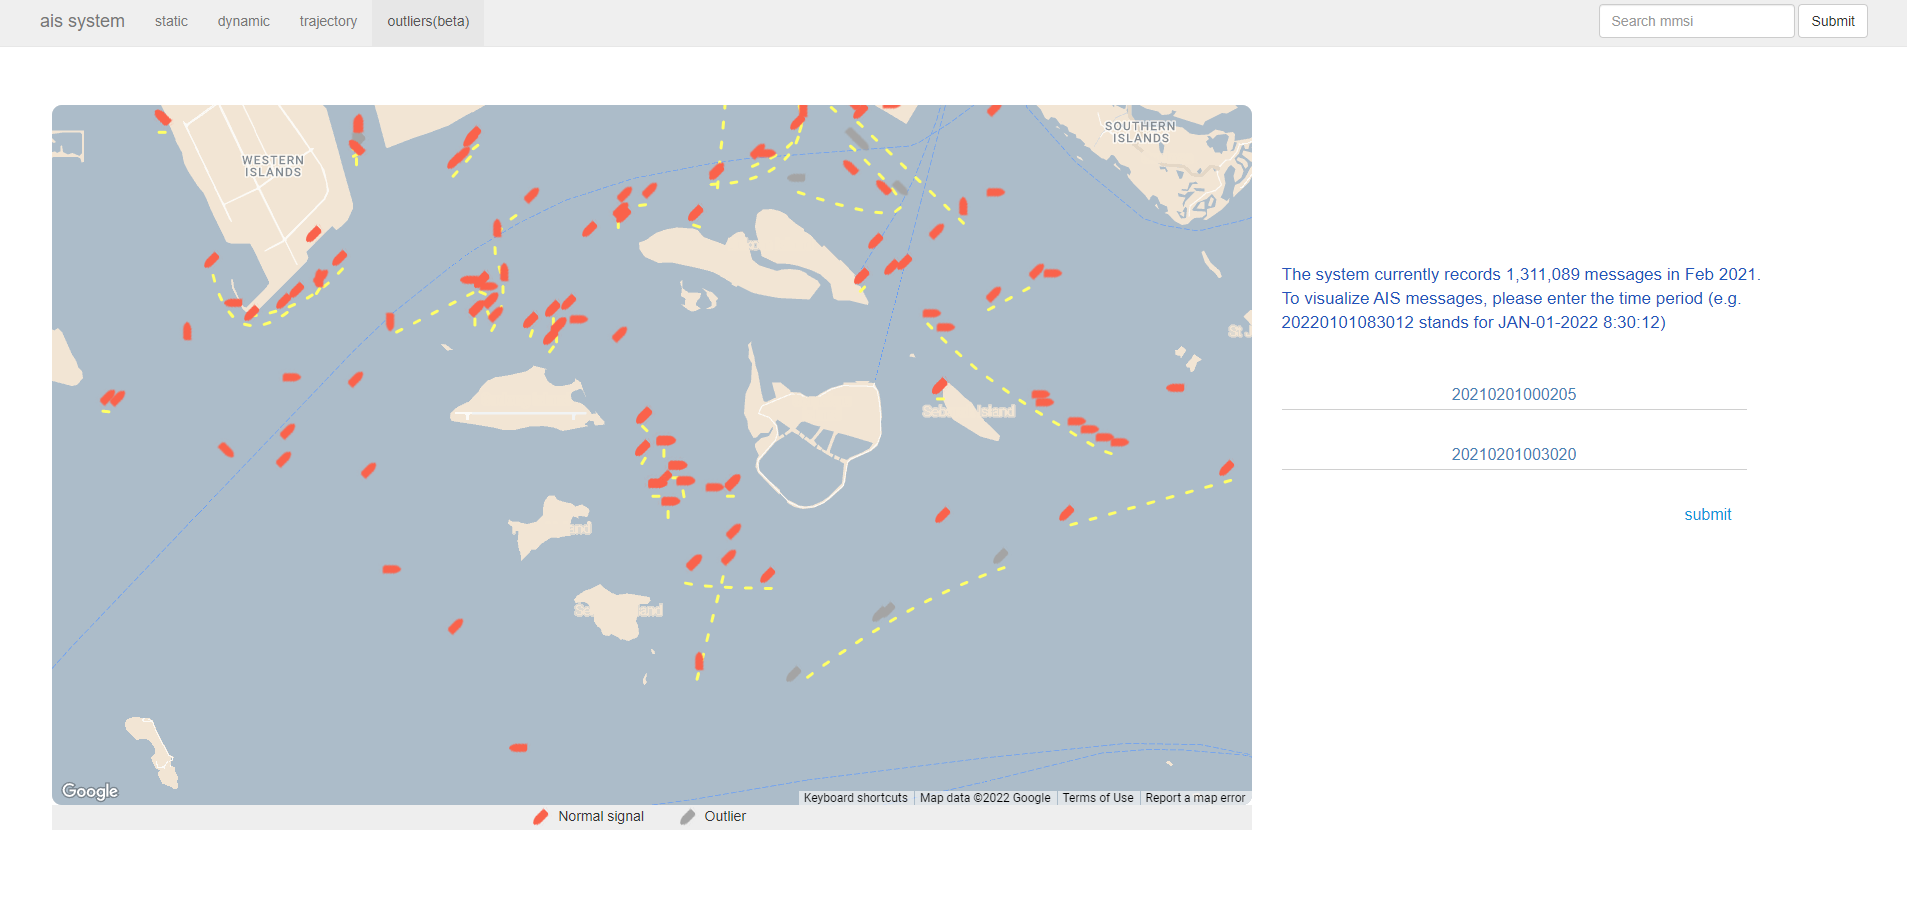 ais system
static
dynamic
trajectory
outliers(beta)
Search mmsi
Submit
SOUTHERN
ISLANDS
WESTERN
ISLANDS
The system currently records 1,311,089 messages in Feb 2021.
To visualize AIS messages, please enter the time period (e.g.
20220101083012 stands for JAN-01-2022 8:30:12)
20210201000205
Island
20210201003020
submit
Google
Keyboard shortcuts
Map data ©2022 Google
Terms of Use
Report a map error
Normal signal
Outlier